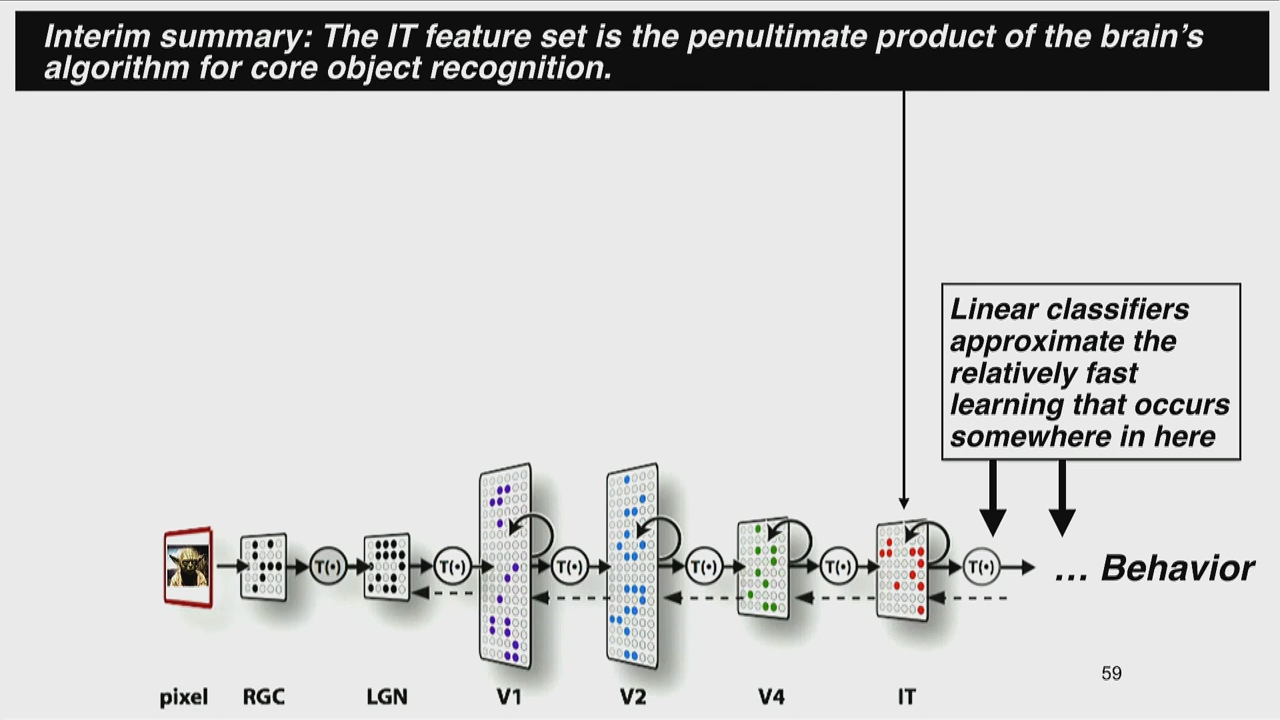 Interim summary: The IT feature set is the penultimate product of the brain's
algorithm for core object recognition.
Linear classifiers
approximate the
relatively fast
learning that occurs
somewhere in here
T(•) T(•) T(•) T(•) T(•) T(•) ... Behavior
59
pixel RGC LGN V1 V2 V4 IT